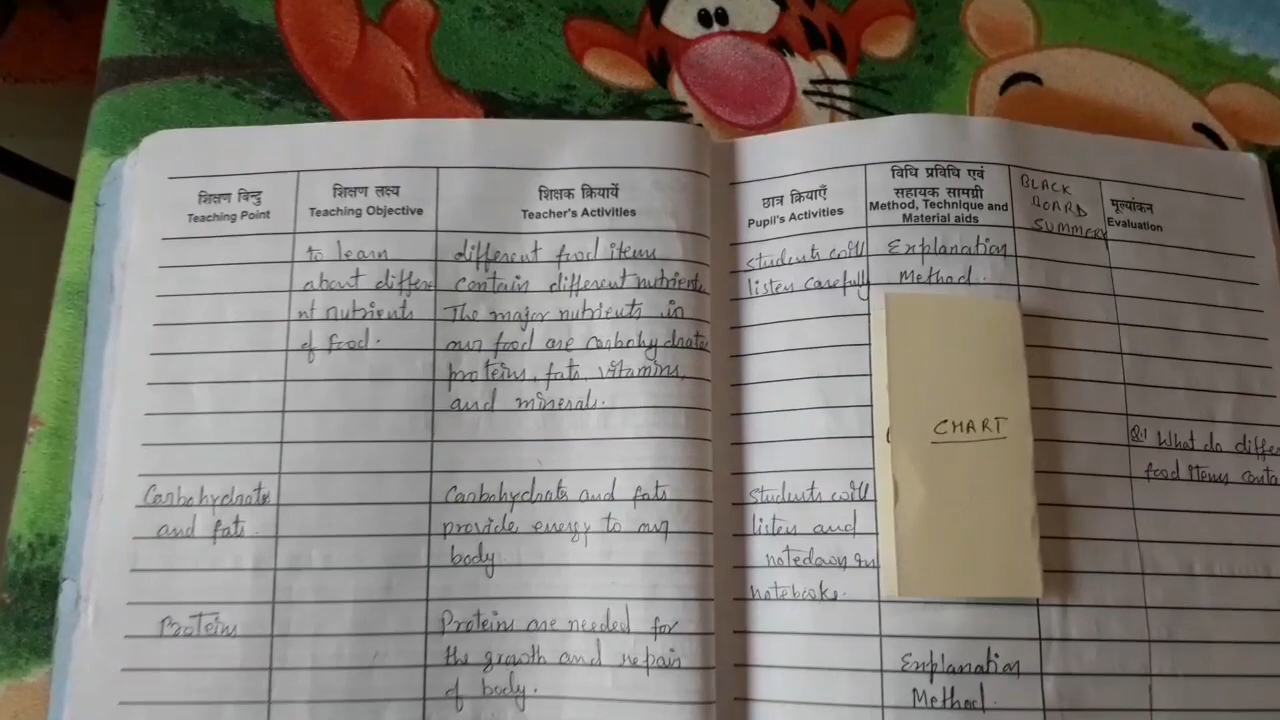 शिक्षण विन्दु
Teaching Point
शिक्षण लक्ष्य
Teaching Objective
शिक्षक क्रियायें
Teacher's Activities
छात्र क्रियाएँ
Pupil's Activities
विधि प्रविधि एवं
सहायक सामग्री
Method, Technique and
Material aids
BLACK
BOARD
SUMMERY
मूल्यांकन
Evaluation
to learn
about differe
nt nutrients
of food.
different food items
contain different nutrients
The major nutrients in
our food are carbohydrates
proteins, fats, vitamins,
and minerals.
students will
listen carefully
Explanation
Method.
CHART
Q.1 What do diffe
food items conta
Carbohydrates
and fats.
Carbohydrate and fats
provide energy to our
body.
Students will
listen and
notedown in
notebooks.
Proteins
Proteins are needed for
the growth and repair
of body.
Explanation
Method.